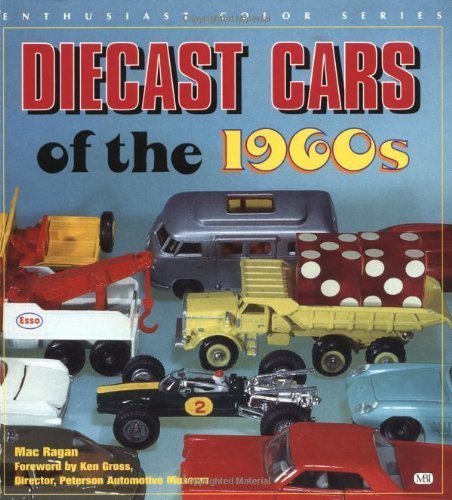 ENTHUSIAST COLOR SERIES
DIECAST CARS
of the 1960s
Esso
2
Mac Ragan
Foreword by Ken Gross,
Director, Peterson Automotive Museum
MBI